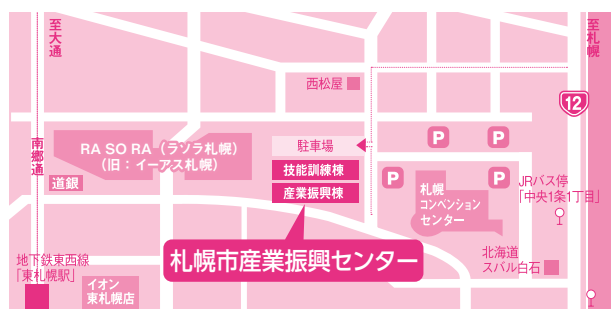 至大通
至札幌
西松屋
12
南郷通
RA SO RA（ラソラ札幌）
（旧：イーアス札幌）
駐車場
P
P
技能訓練棟
道銀
産業振興棟
P
P
札幌
コンベンション
センター
JRバス停
「中央1条1丁目」
札幌市産業振興センター
地下鉄東西線
「東札幌駅」
イオン
東札幌店
北海道
スバル白石